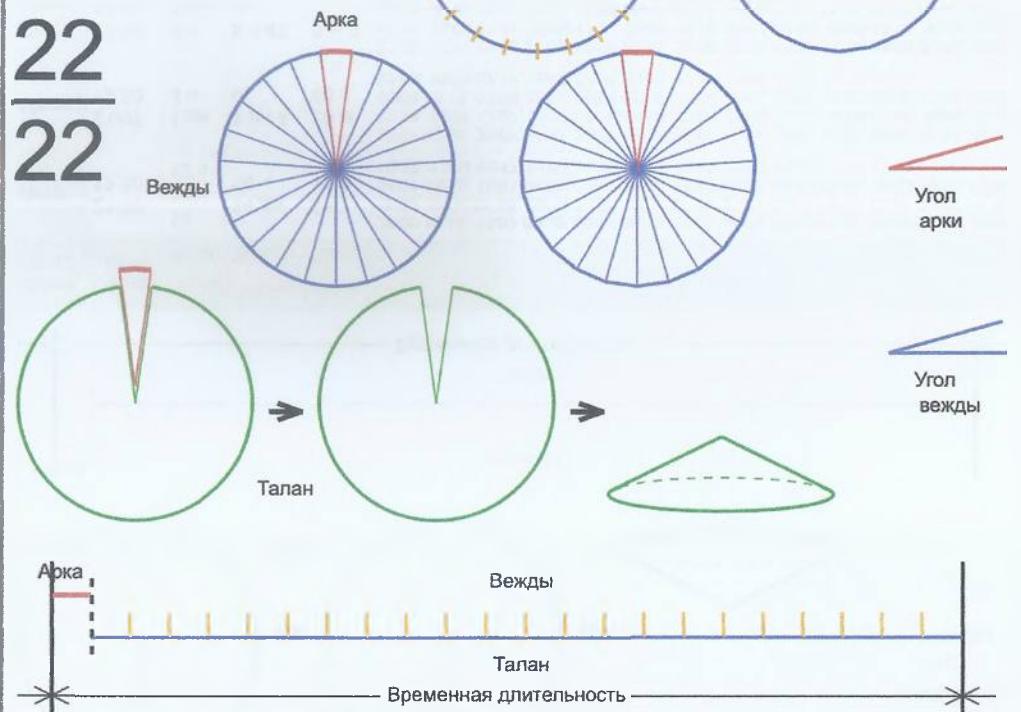 22
22
Арка
Вежды
Угол
арки
Угол
вежды
Талан
Арка
Вежды
Талан
Временная длительность